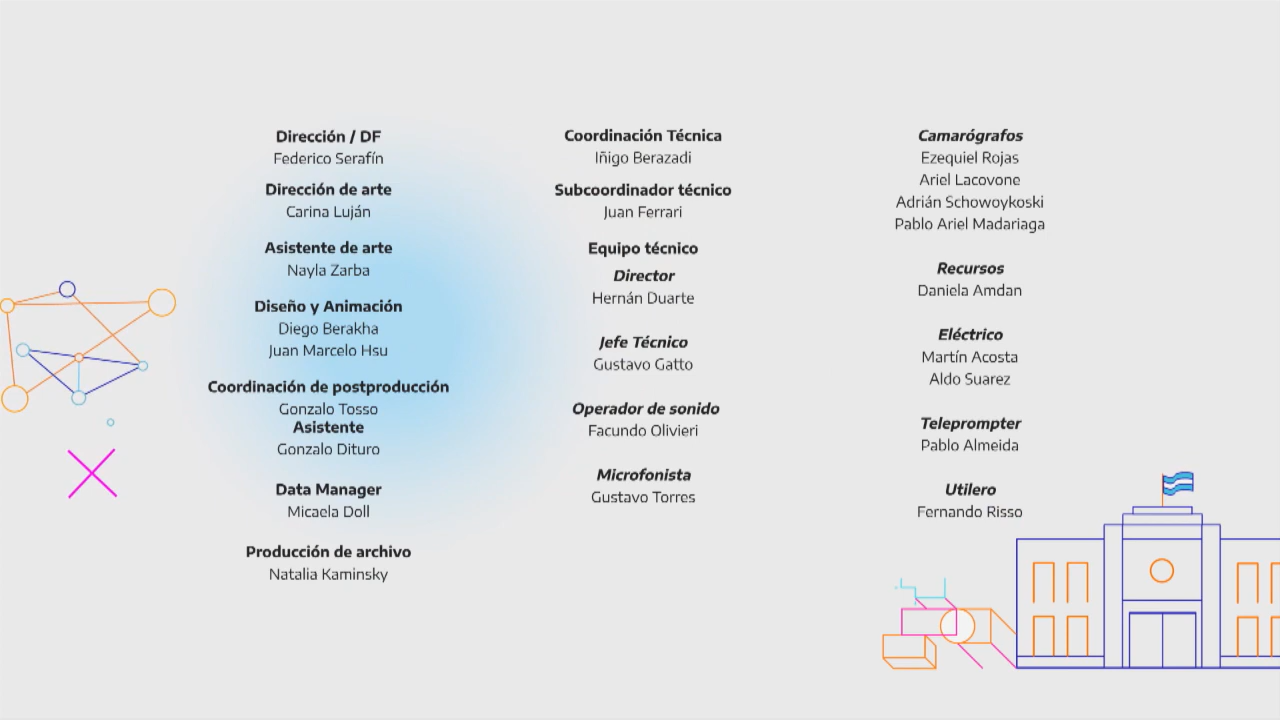 Dirección / DF
Federico Serafín
Dirección de arte
Carina Luján
Asistente de arte
Nayla Zarba
Diseño y Animación
Diego Berakha
Juan Marcelo Hsu
Coordinación de postproducción
Gonzalo Tosso
Asistente
Gonzalo Dituro
Data Manager
Micaela Doll
Producción de archivo
Natalia Kaminsky
Coordinación Técnica
Iñigo Berazadi
Subcoordinador técnico
Juan Ferrari
Equipo técnico
Director
Hernán Duarte
Jefe Técnico
Gustavo Gatto
Operador de sonido
Facundo Olivieri
Microfonista
Gustavo Torres
Camarógrafos
Ezequiel Rojas
Ariel Lacovone
Adrián Schowoykoski
Pablo Ariel Madariaga
Recursos
Daniela Amdan
Eléctrico
Martín Acosta
Aldo Suarez
Teleprompter
Pablo Almeida
Utilero
Fernando Risso